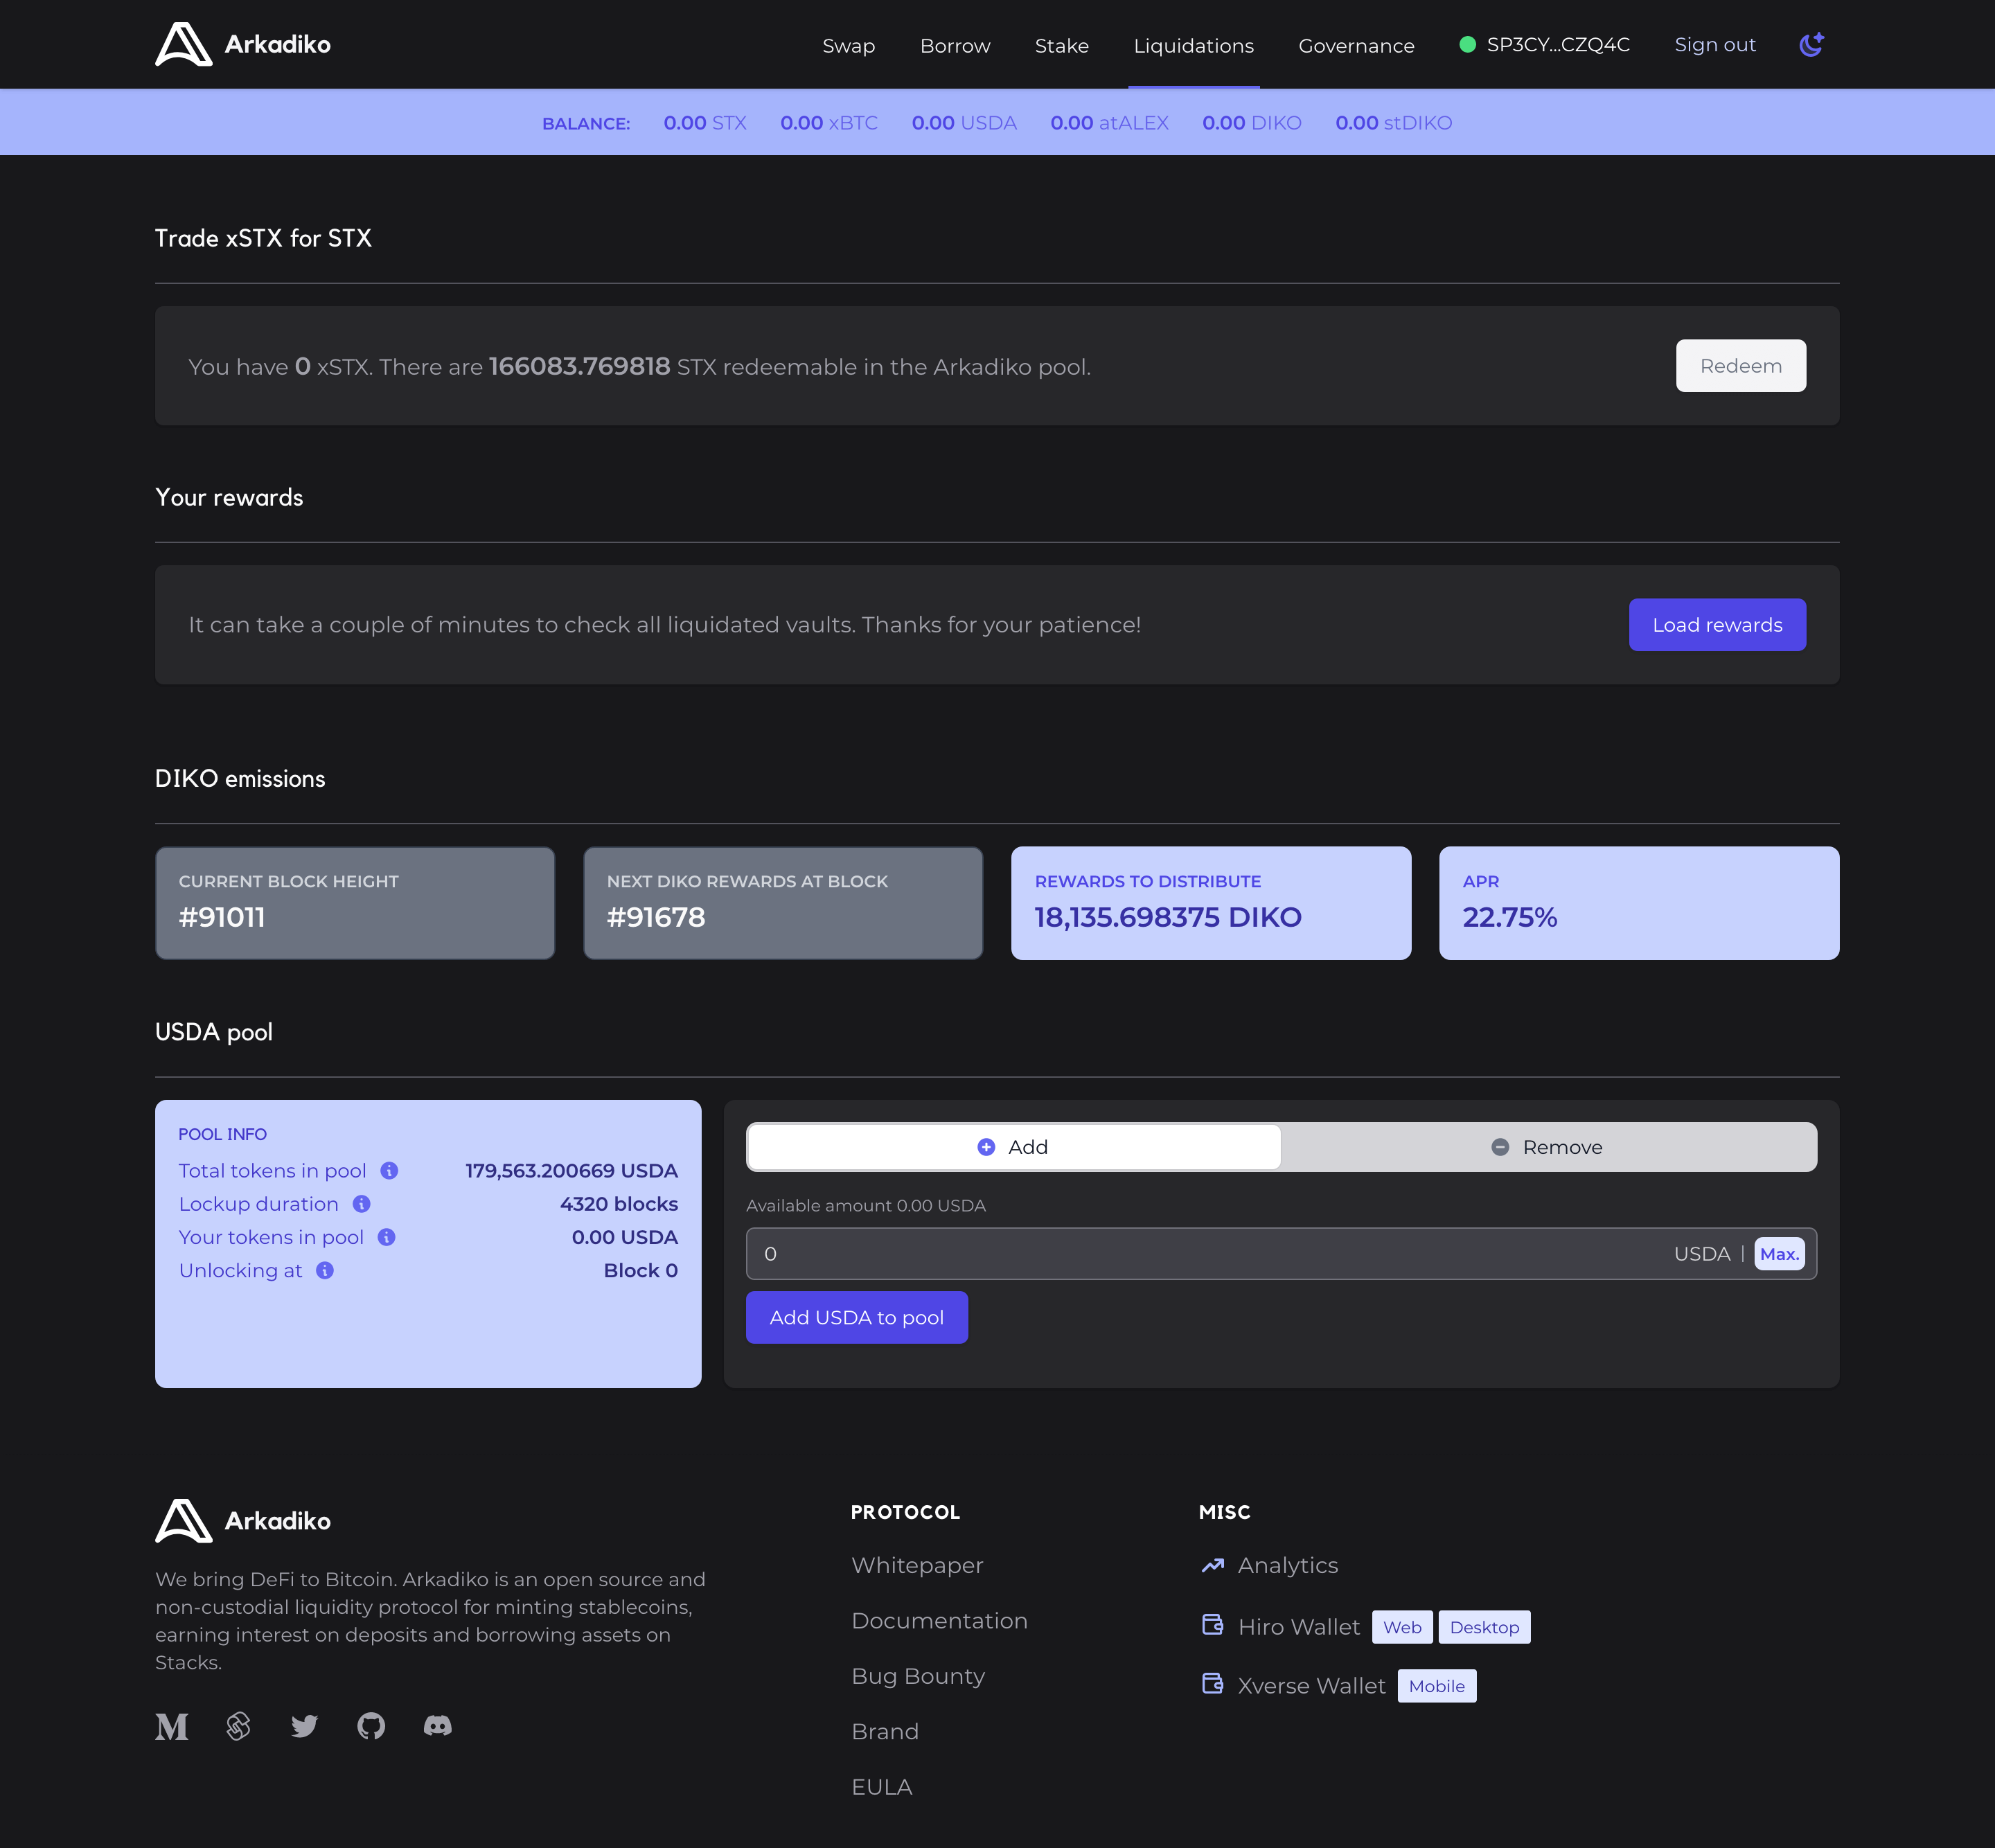 Arkadiko
Swap Borrow Stake Liquidations Governance SP3CY...CZQ4C Sign out
BALANCE: 0.00 STX 0.00 xBTC 0.00 USDA 0.00 atALEX 0.00 DIKO 0.00 stDIKO
Trade xSTX for STX
You have 0 xSTX. There are 166083.769818 STX redeemable in the Arkadiko pool.
Redeem
Your rewards
It can take a couple of minutes to check all liquidated vaults. Thanks for your patience!
Load rewards
DIKO emissions
CURRENT BLOCK HEIGHT
#91011
NEXT DIKO REWARDS AT BLOCK
#91678
REWARDS TO DISTRIBUTE
18,135.698375 DIKO
APR
22.75%
USDA pool
POOL INFO
Total tokens in pool 179,563.200669 USDA
Lockup duration 4320 blocks
Your tokens in pool 0.00 USDA
Unlocking at Block 0
Add
Remove
Available amount 0.00 USDA
0 USDA | Max.
Add USDA to pool
Arkadiko
We bring DeFi to Bitcoin. Arkadiko is an open source and
non-custodial liquidity protocol for minting stablecoins,
earning interest on deposits and borrowing assets on
Stacks.
PROTOCOL
Whitepaper
Documentation
Bug Bounty
Brand
EULA
MISC
Analytics
Hiro Wallet Web Desktop
Xverse Wallet Mobile